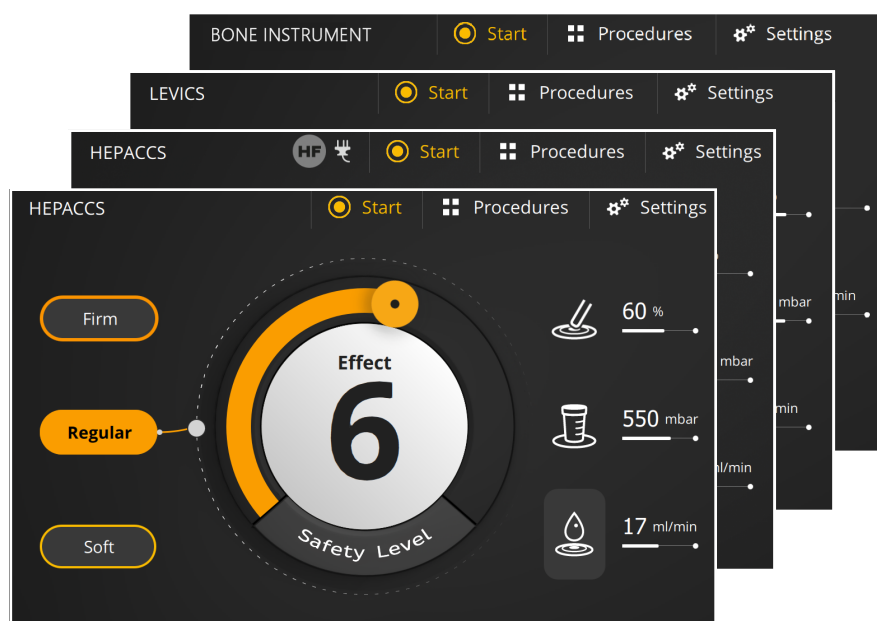 BONE INSTRUMENT Start Procedures Settings
LEVICS Start Procedures Settings
HEPACCS HF Start Procedures Settings
HEPACCS Start Procedures Settings
Firm
Regular
Soft
Effect
6
Safety Level
60 %
550 mbar
17 ml/min
mbar
ml/min
mbar
min
min